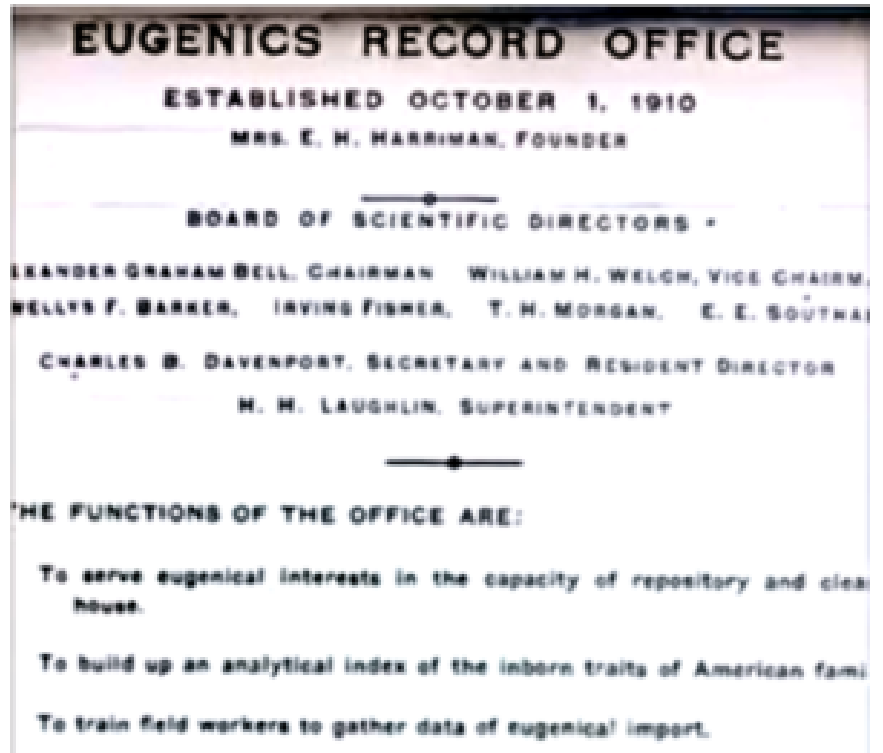 EUGENICS RECORD OFFICE
ESTABLISHED OCTOBER 1, 1910
MRS. E. H. HARRIMAN, FOUNDER
BOARD OF SCIENTIFIC DIRECTORS
EXANDER GRAHAM BELL, CHAIRMAN WILLIAM H. WELCH, VICE CHAIRM
WELLYS F. BARKER, IRVING FISHER, T. H. MORGAN, E. E. SOUTHA
CHARLES B. DAVENPORT, SECRETARY AND RESIDENT DIRECTOR
H. H. LAUGHLIN, SUPERINTENDENT
HE FUNCTIONS OF THE OFFICE ARE:
To serve eugenical interests in the capacity of repository and clea
house.
To build up an analytical index of the inborn traits of American fami
To train field workers to gather data of eugenical import.